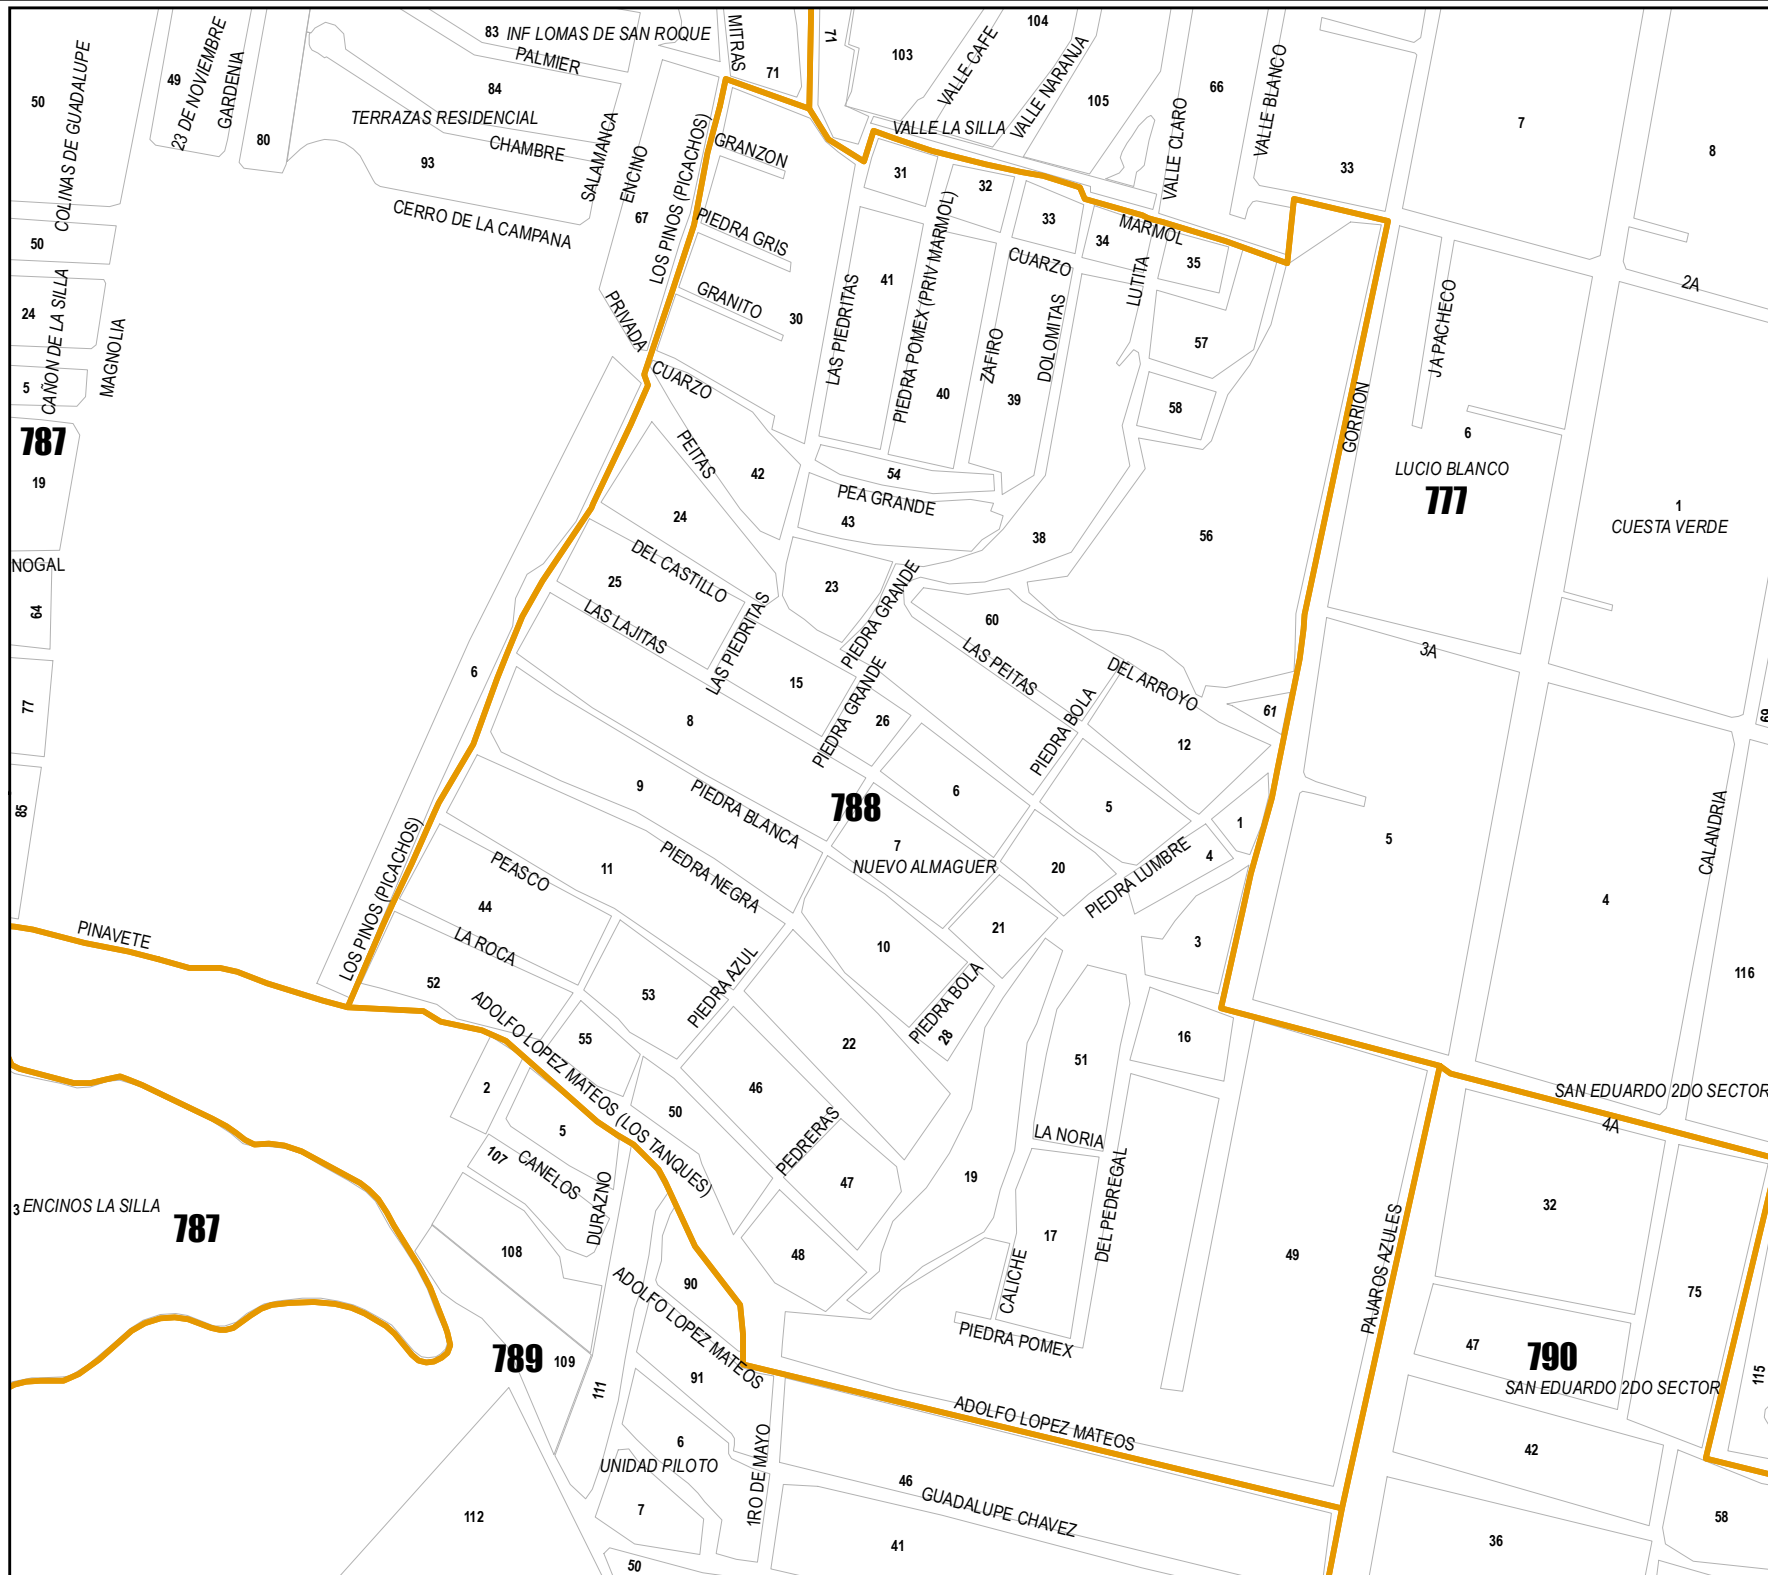 83 INF LOMAS DE SAN ROQUE
PALMIER
MITRAS
71
71
103
104
VALLE CAFE
VALLE NARANJA
105
VALLE CLARO
66
VALLE BLANCO
33
7
8
50
COLINAS DE GUADALUPE
49
23 DE NOVIEMBRE
GARDENIA
80
84
TERRAZAS RESIDENCIAL
CHAMBRE
93
CERRO DE LA CAMPANA
SALAMANCA
ENCINO
67
LOS PINOS (PICACHOS)
PRIVADA
VALLE LA SILLA
GRANZON
PIEDRA GRIS
GRANITO
30
CUARZO
31
32
33
34
35
MARMOL
CUARZO
LUTITA
41
LAS PIEDRITAS
PIEDRA POMEX (PRIV MARMOL)
40
ZAFIRO
39
DOLOMITAS
57
58
50
24
CAÑON DE LA SILLA
MAGNOLIA
5
787
19
NOGAL
64
77
85
2A
J A PACHECO
GORRION
6
LUCIO BLANCO
777
1
CUESTA VERDE
PEITAS
42
54
PEA GRANDE
43
24
38
56
DEL CASTILLO
25
23
LAS LAJITAS
LAS PIEDRITAS
PIEDRA GRANDE
60
LAS PEITAS
DEL ARROYO
3A
6
15
PIEDRA GRANDE
26
PIEDRA BOLA
61
69
8
12
9
PIEDRA BLANCA
788
6
5
1
5
CALANDRIA
7
NUEVO ALMAGUER
20
PIEDRA LUMBRE
4
4
LOS PINOS (PICACHOS)
PEASCO
11
PIEDRA NEGRA
44
LA ROCA
21
10
3
116
PINAVETE
52
53
PIEDRA AZUL
PIEDRA BOLA
28
ADOLFO LOPEZ MATEOS (LOS TANQUES)
55
22
51
16
2
46
SAN EDUARDO 2DO SECTOR
4A
50
5
PEDRERAS
LA NORIA
107
CANELOS
47
19
DEL PEDREGAL
3 ENCINOS LA SILLA
787
DURAZNO
17
32
108
48
CALICHE
49
PAJAROS AZULES
90
ADOLFO LOPEZ MATEOS
75
PIEDRA POMEX
47
790
789
109
111
91
SAN EDUARDO 2DO SECTOR
115
ADOLFO LOPEZ MATEOS
6
UNIDAD PILOTO
1RO DE MAYO
42
46
GUADALUPE CHAVEZ
7
112
58
41
36
50